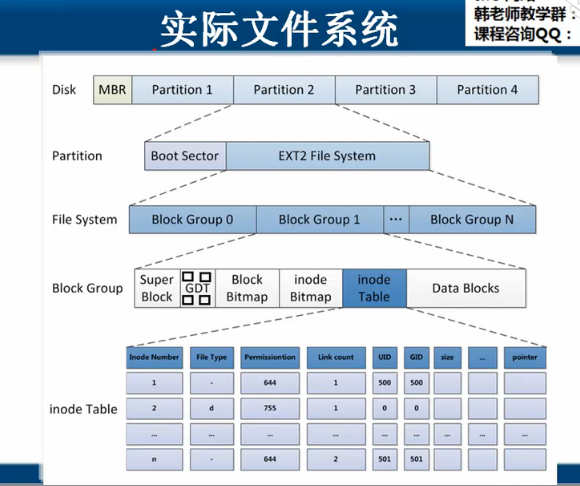 实际文件系统
韩老师教学群：
课程咨询QQ：
Disk MBR Partition 1 Partition 2 Partition 3 Partition 4
Partition Boot Sector EXT2 File System
File System Block Group 0 Block Group 1 ... Block Group N
Block Group Super Block GDT Block Bitmap inode Bitmap inode Table Data Blocks
Inode Number File Type Permisstiontion Link count UID GID size ... pointer
1 - 644 1 500 500
2 d 755 1 0 0
inode Table
... ... ... ... ... ... ... ... ...
n - 644 2 501 501